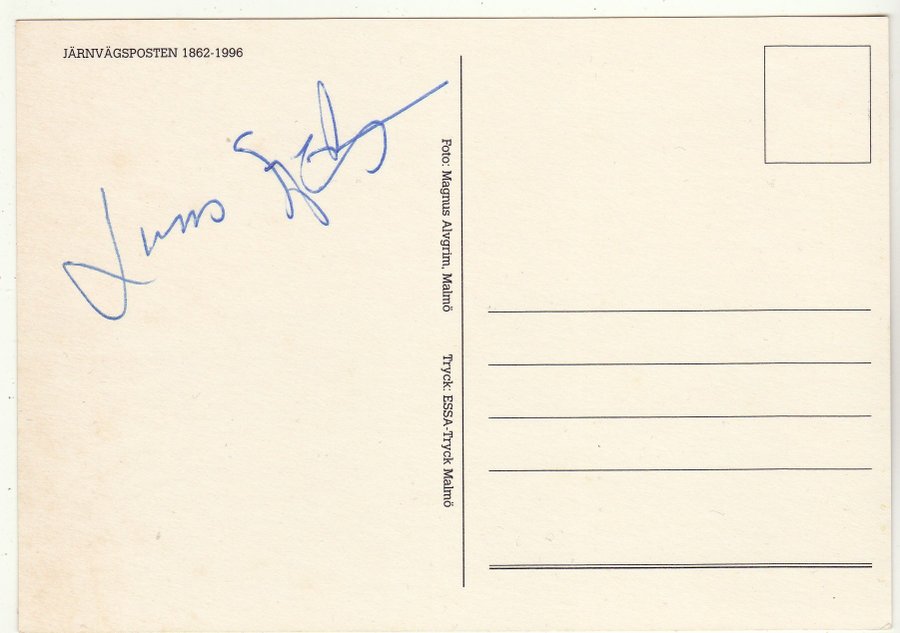 JÄRNVÄGSPOSTEN 1862-1996
Foto: Magnus Alvgrim, Malmö
Tryck: ESSA-Tryck Malmö